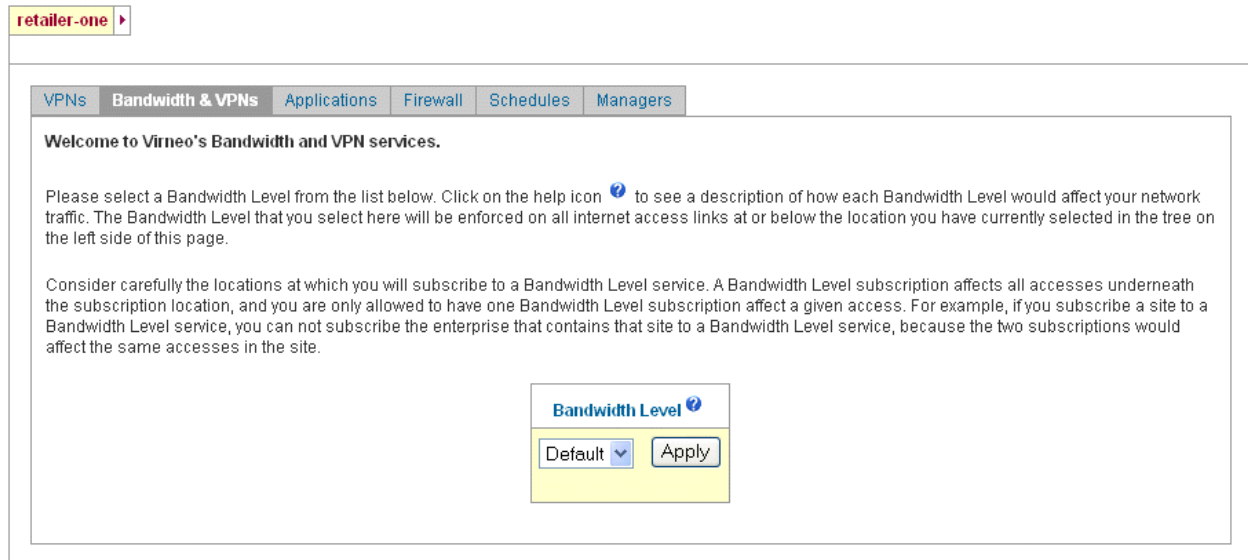 retailer-one
VPNs Bandwidth & VPNs Applications Firewall Schedules Managers
Welcome to Virneo's Bandwidth and VPN services.
Please select a Bandwidth Level from the list below. Click on the help icon ? to see a description of how each Bandwidth Level would affect your network
traffic. The Bandwidth Level that you select here will be enforced on all internet access links at or below the location you have currently selected in the tree on
the left side of this page.
Consider carefully the locations at which you will subscribe to a Bandwidth Level service. A Bandwidth Level subscription affects all accesses underneath
the subscription location, and you are only allowed to have one Bandwidth Level subscription affect a given access. For example, if you subscribe a site to a
Bandwidth Level service, you can not subscribe the enterprise that contains that site to a Bandwidth Level service, because the two subscriptions would
affect the same accesses in the site.
Bandwidth Level ?
Default Apply